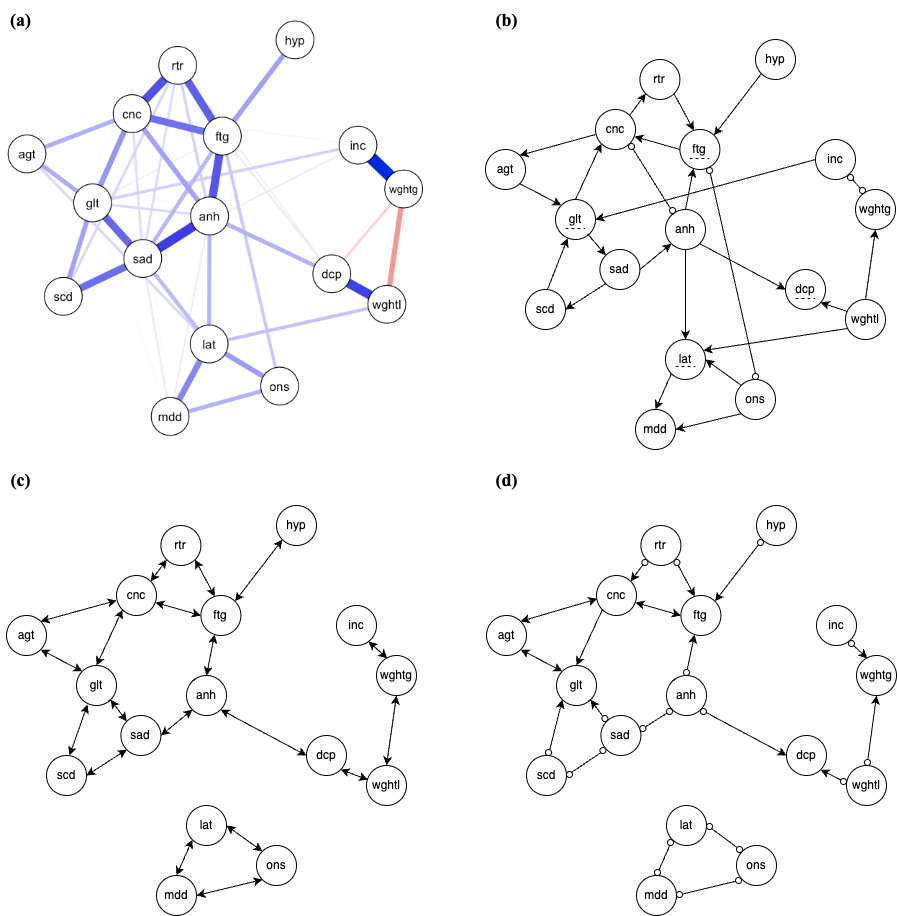 (a)
hyp
rtr
cnc
ftg
agt
inc
wghtg
glt
anh
sad
scd
dcp
wghtl
lat
ons
mdd
(b)
hyp
rtr
cnc
ftg
agt
inc
wghtg
glt
anh
sad
scd
dcp
wghtl
lat
ons
mdd
(c)
hyp
rtr
cnc
ftg
agt
inc
wghtg
glt
anh
sad
scd
dcp
wghtl
lat
ons
mdd
(d)
hyp
rtr
cnc
ftg
agt
inc
wghtg
glt
anh
sad
scd
dcp
wghtl
lat
ons
mdd